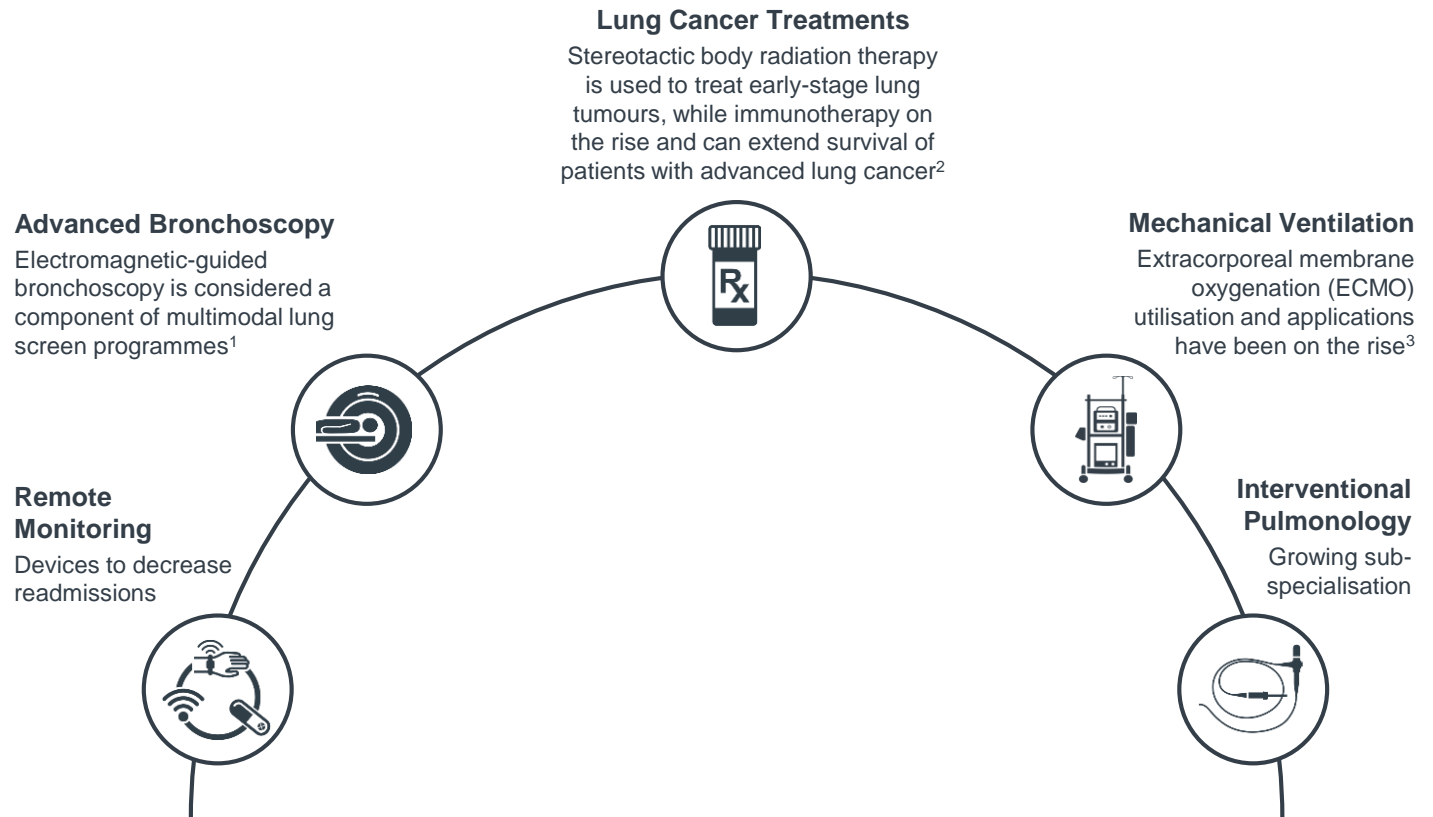 Lung Cancer Treatments
Stereotactic body radiation therapy
is used to treat early-stage lung
tumours, while immunotherapy on
the rise and can extend survival of
patients with advanced lung cancer2
Advanced Bronchoscopy
Electromagnetic-guided
bronchoscopy is considered a
component of multimodal lung
screen programmes1
Mechanical Ventilation
Extracorporeal membrane
oxygenation (ECMO)
utilisation and applications
have been on the rise3
Remote
Monitoring
Devices to decrease
readmissions
Interventional
Pulmonology
Growing sub-
specialisation
Rx